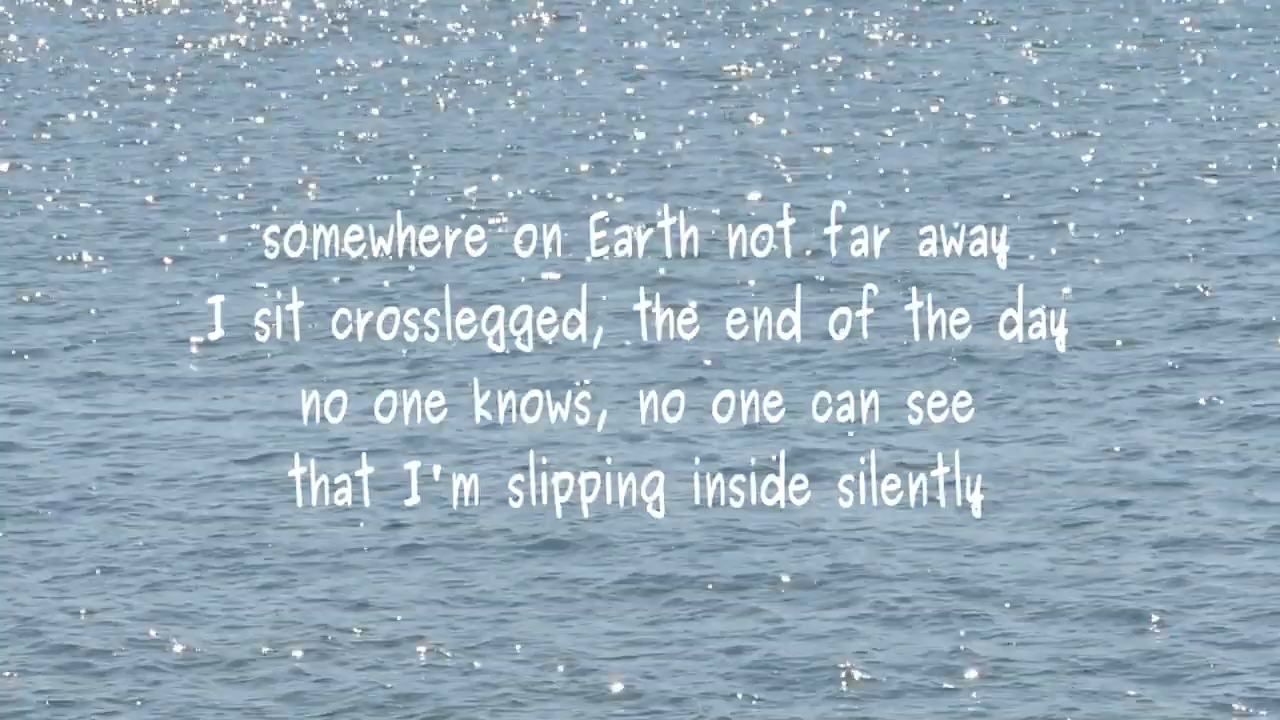 somewhere on Earth not far away
I sit crosslegged, the end of the day
no one knows, no one can see
that I'm slipping inside silently